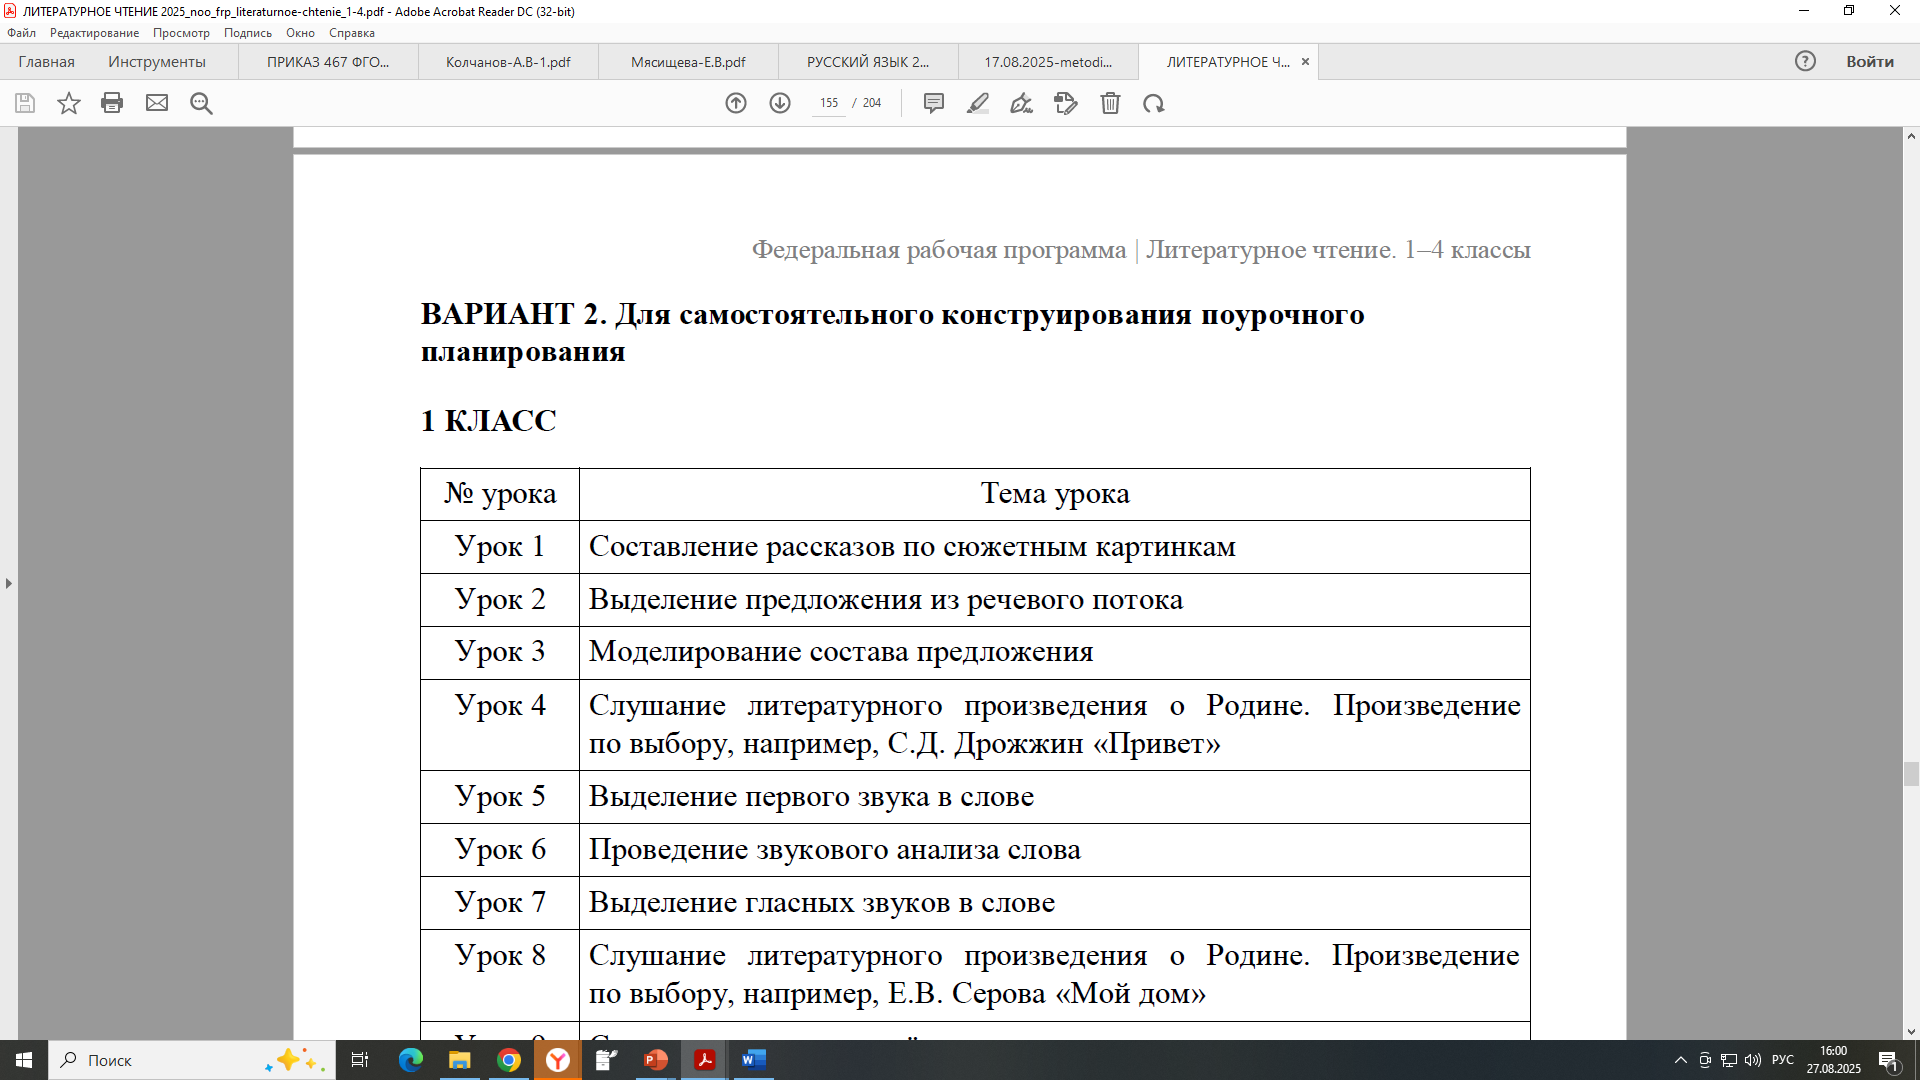 ЛИТЕРАТУРНОЕ ЧТЕНИЕ 2025_noo_frp_literaturnoe-chtenie_1-4.pdf - Adobe Acrobat Reader DC (32-bit)
Файл Редактирование Просмотр Подпись Окно Справка
Главная Инструменты ПРИКАЗ 467 ФГО... Колчанов-А.В-1.pdf Мясищева-Е.В.pdf РУССКИЙ ЯЗЫК 2... 17.08.2025-metodi... ЛИТЕРАТУРНОЕ Ч... Войти
155 / 204
Федеральная рабочая программа | Литературное чтение. 1–4 классы
ВАРИАНТ 2. Для самостоятельного конструирования поурочного
планирования
1 КЛАСС
№ урока Тема урока
Урок 1 Составление рассказов по сюжетным картинкам
Урок 2 Выделение предложения из речевого потока
Урок 3 Моделирование состава предложения
Урок 4 Слушание литературного произведения о Родине. Произведение
по выбору, например, С.Д. Дрожжин «Привет»
Урок 5 Выделение первого звука в слове
Урок 6 Проведение звукового анализа слова
Урок 7 Выделение гласных звуков в слове
Урок 8 Слушание литературного произведения о Родине. Произведение
по выбору, например, Е.В. Серова «Мой дом»
Поиск
РУС
16:00
27.08.2025
1